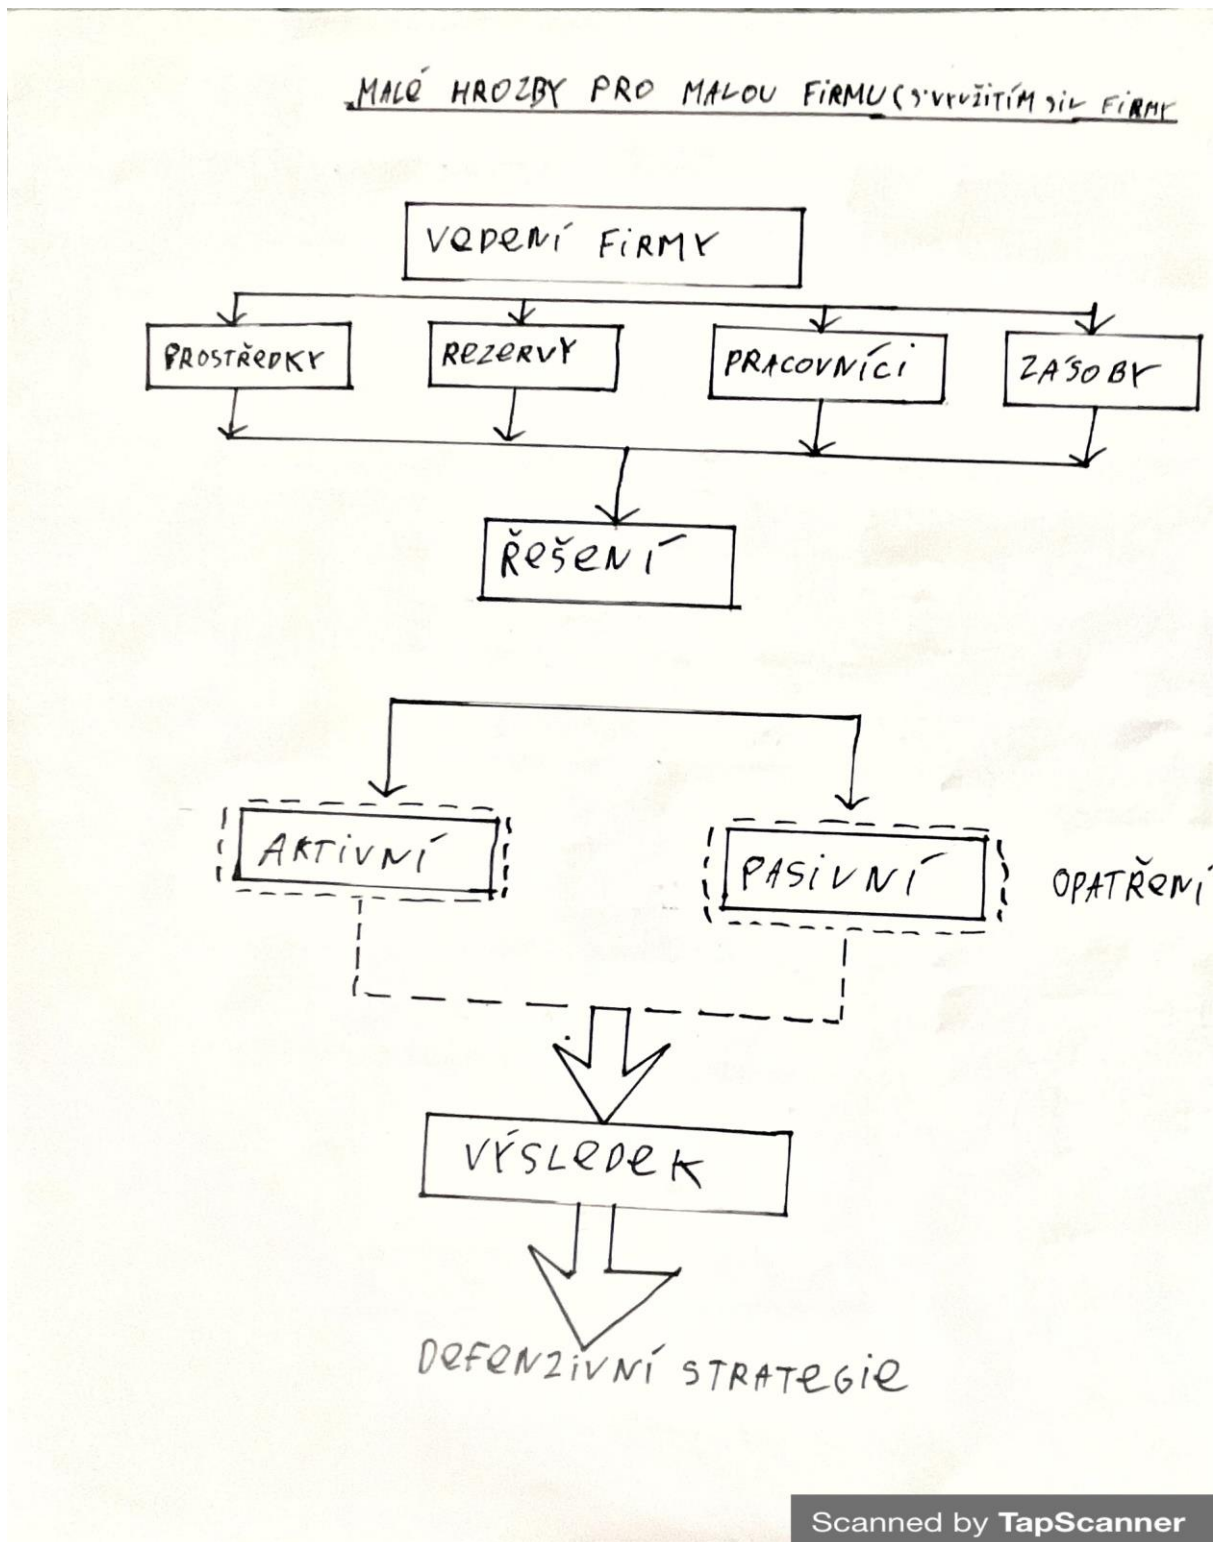 MALÉ HROZBY PRO MALOU FIRMU (S VYUŽITÍM SIL FIRMY
VEDENÍ FIRMY
PROSTŘEDKY REZERVY PRACOVNÍCI ZÁSOBY
ŘEŠENÍ
AKTIVNÍ PASIVNÍ OPATŘENÍ
VÝSLEDEK
DEFENZIVNÍ STRATEGIE
Scanned by TapScanner